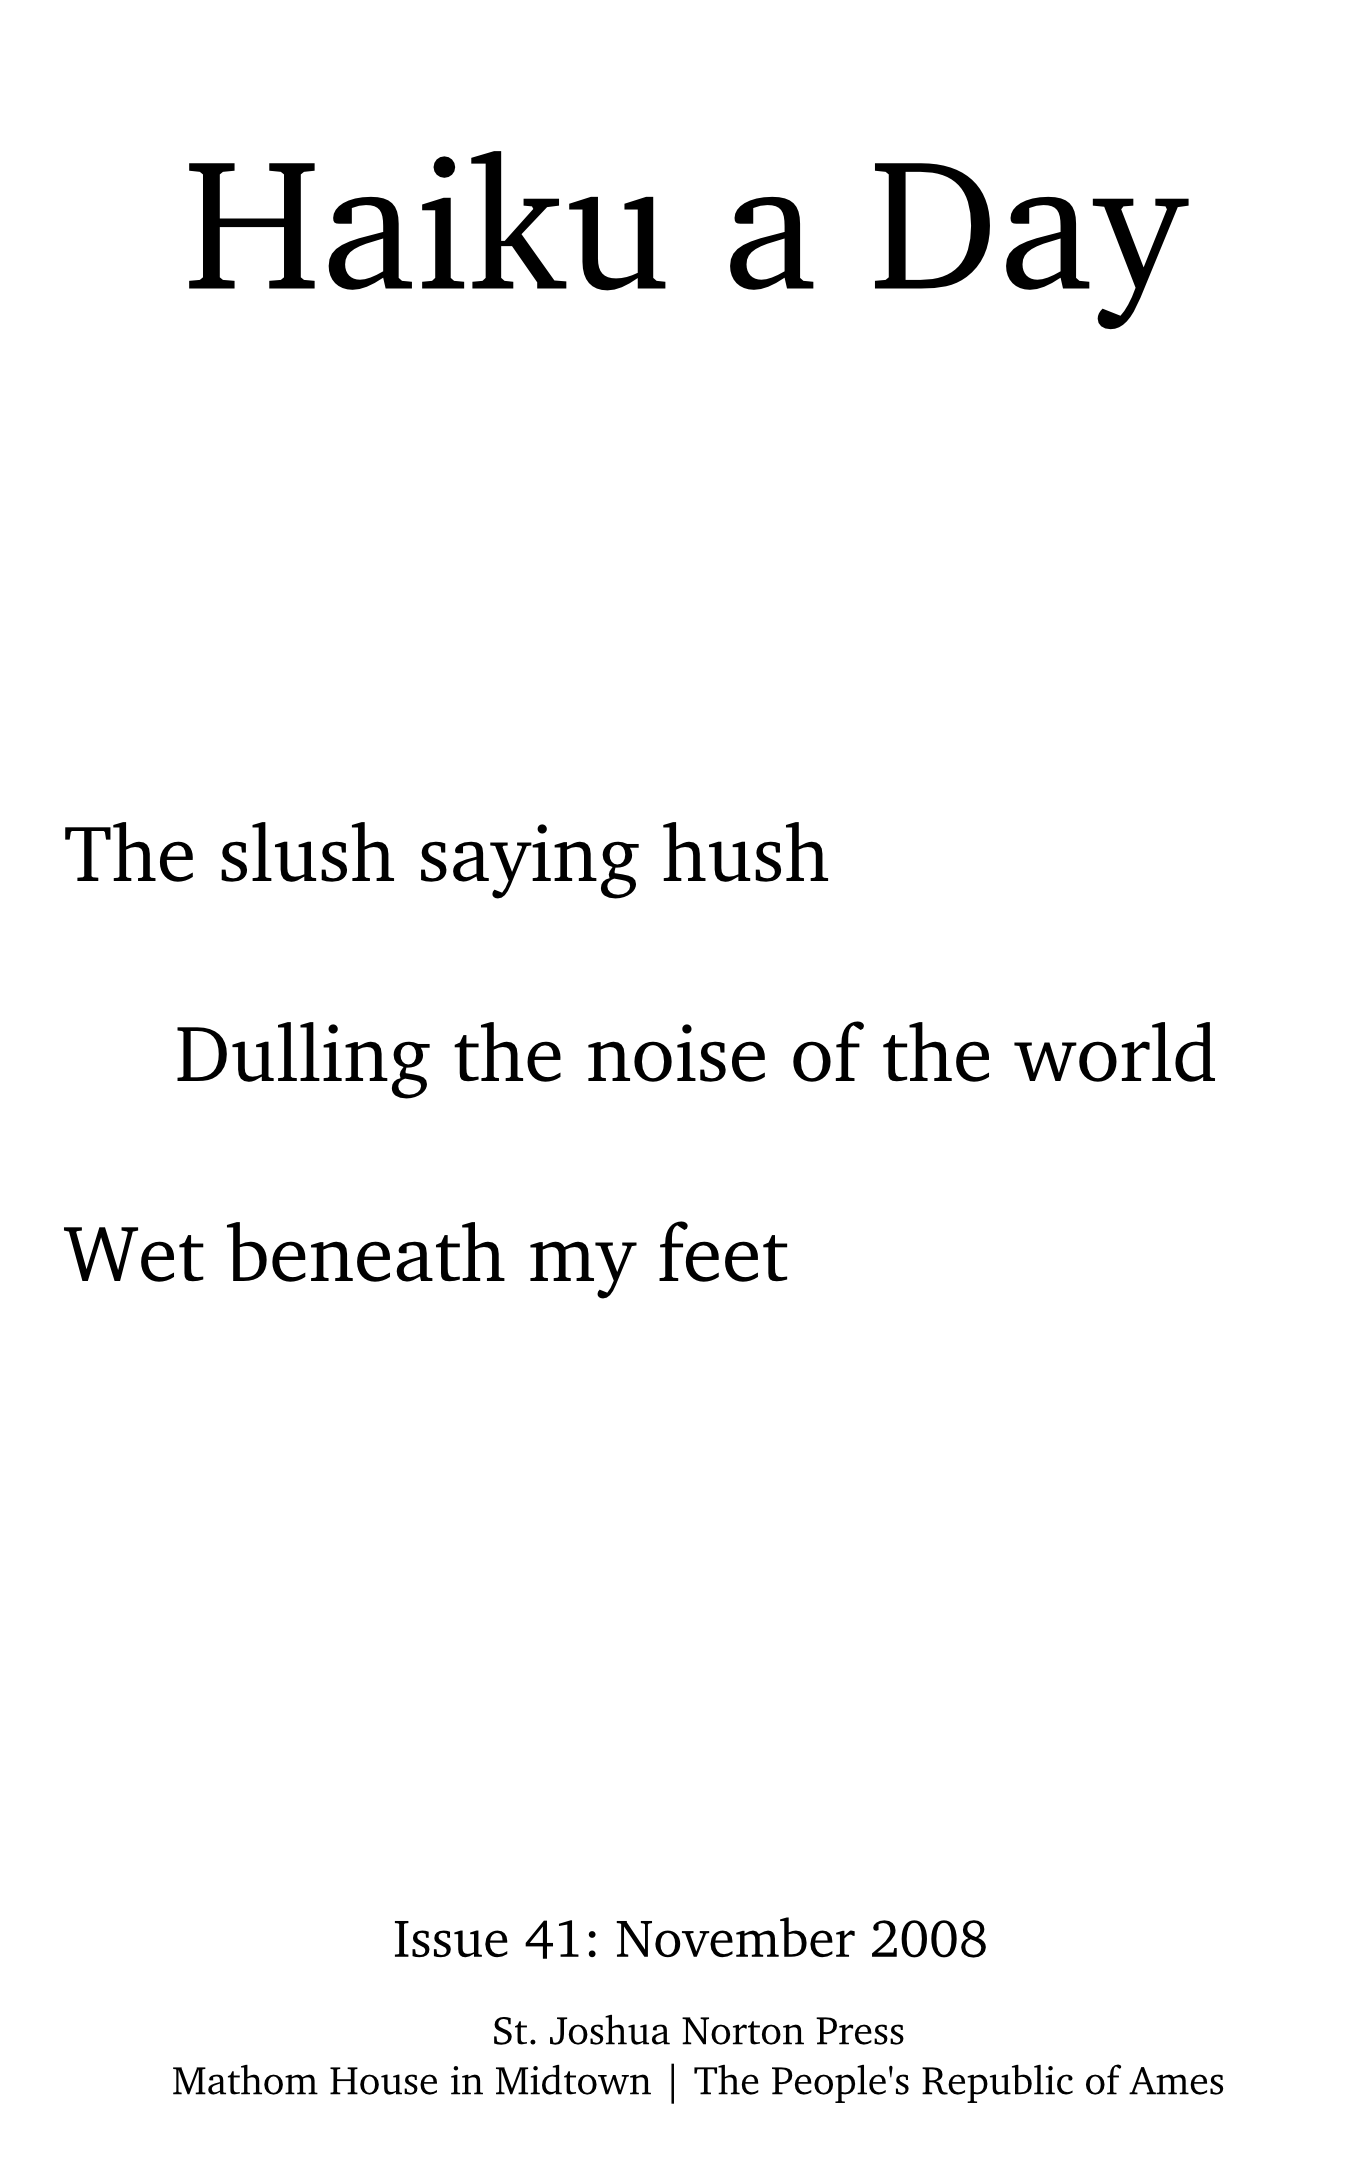 Haiku a Day
The slush saying hush
Dulling the noise of the world
Wet beneath my feet
Issue 41: November 2008
St. Joshua Norton Press
Mathom House in Midtown | The People's Republic of Ames